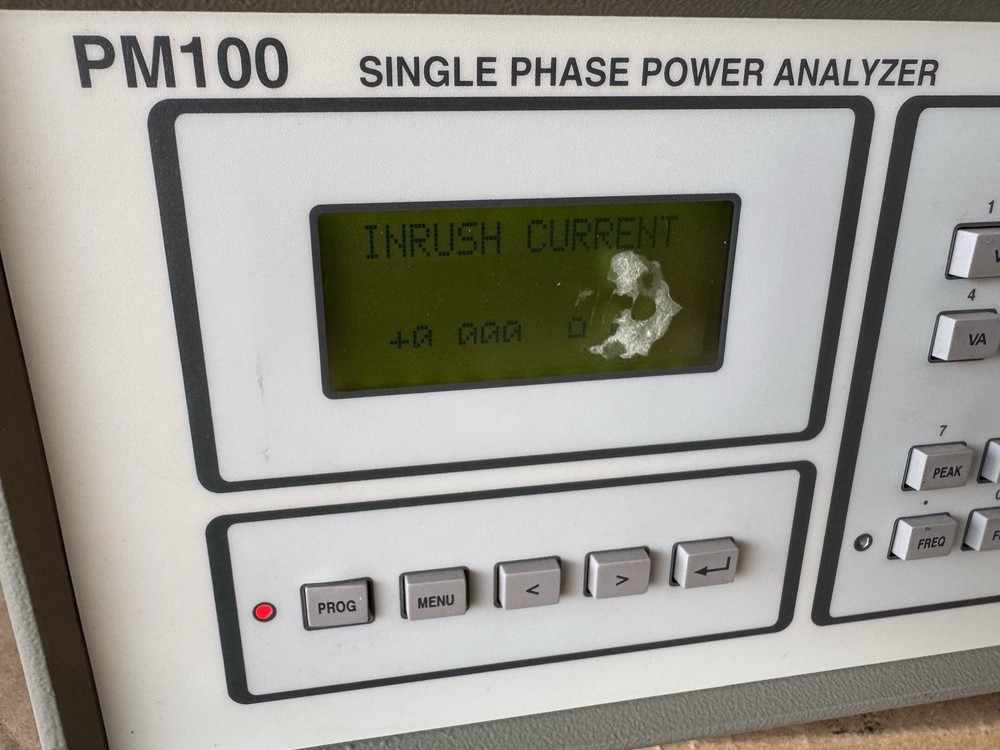 PM100
SINGLE PHASE POWER ANALYZER
INRUSH CURRENT
+0 000
PROG
MENU
<
>
1
4
VA
7
PEAK
FREQ